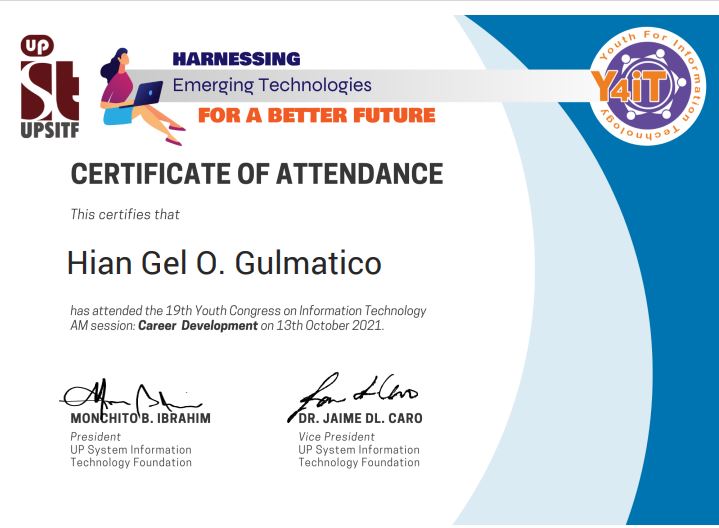 UP
St
UPSITF
HARNESSING
Emerging Technologies
FOR A BETTER FUTURE
Youth For Information Technology
Y4iT
CERTIFICATE OF ATTENDANCE
This certifies that
Hian Gel O. Gulmatico
has attended the 19th Youth Congress on Information Technology
AM session: Career Development on 13th October 2021.
MONCHITO B. IBRAHIM
President
UP System Information
Technology Foundation
DR. JAIME DL. CARO
Vice President
UP System Information
Technology Foundation